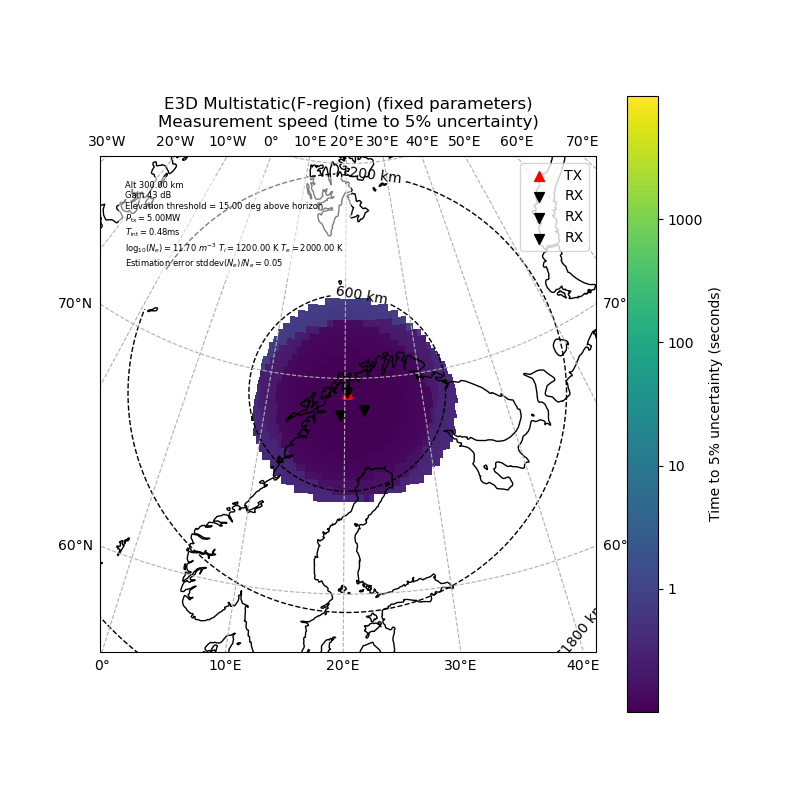 E3D Multistatic(F-region) (fixed parameters)
Measurement speed (time to 5% uncertainty)
30°W 20°W 10°W 0° 10°E 20°E 30°E 40°E 50°E 60°E 70°E
Alt 300.00 km
Gain 43 dB
Elevation threshold = 15.00 deg above horizon
P_tx = 5.00MW
T_int = 0.48ms
log₁₀(N_e) = 11.70 m⁻³ T_i = 1200.00 K T_e = 2000.00 K
Estimation error stddev(N_e)/N_e = 0.05
TX
RX
RX
RX
1200 km
600 km
1800 km
70°N 70°
60°N 60°
0° 10°E 20°E 30°E 40°E
1000
100
10
1
Time to 5% uncertainty (seconds)